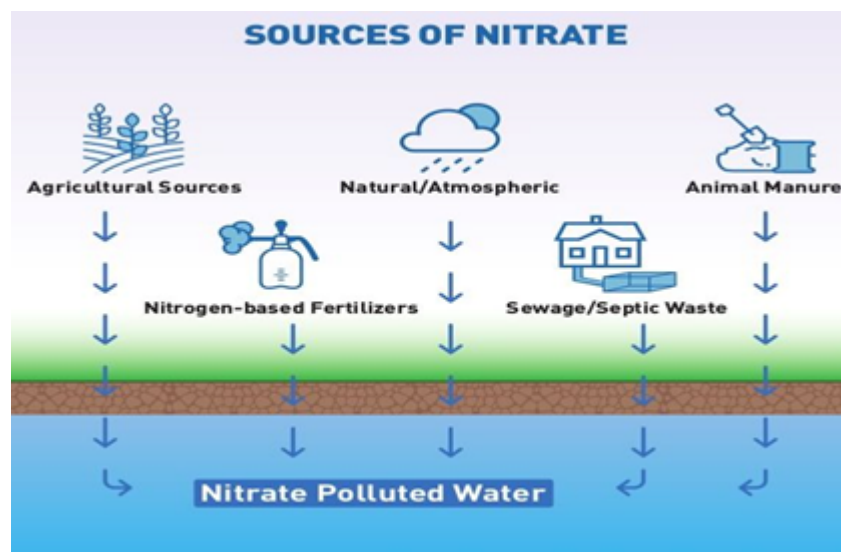 SOURCES OF NITRATE
Agricultural Sources
Natural/Atmospheric
Animal Manure
Nitrogen-based Fertilizers
Sewage/Septic Waste
Nitrate Polluted Water